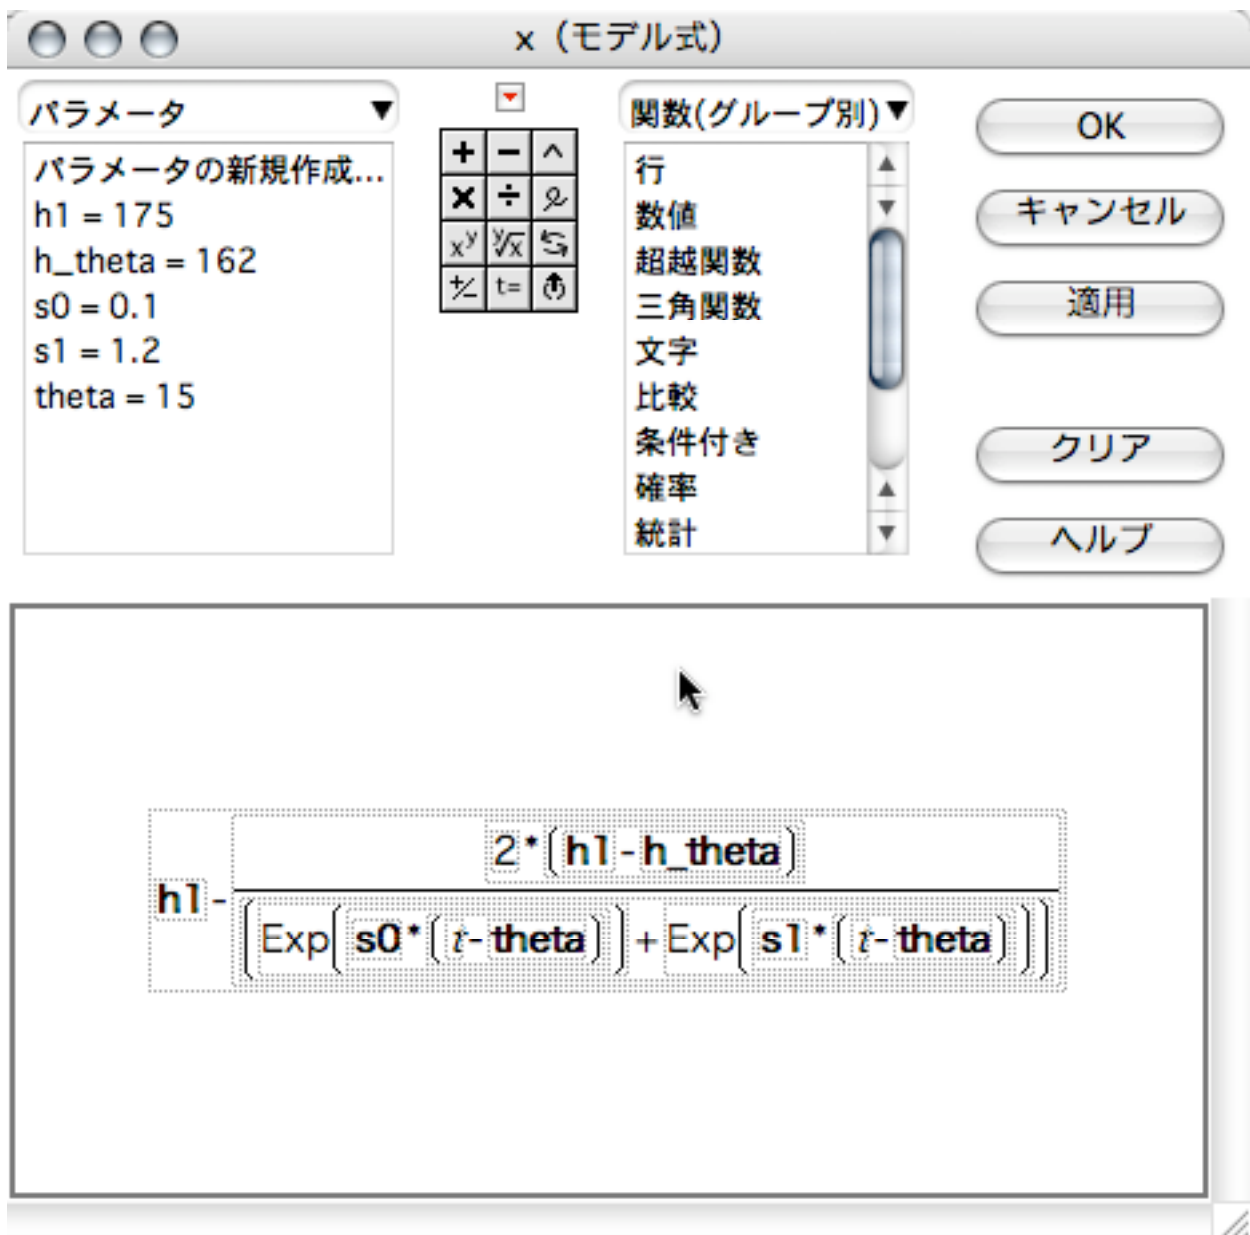 x（モデル式）
パラメータ
パラメータの新規作成...
h1 = 175
h_theta = 162
s0 = 0.1
s1 = 1.2
theta = 15
+ − ^
× ÷
x^y y√x
+/− t=
関数(グループ別)
行
数値
超越関数
三角関数
文字
比較
条件付き
確率
統計
OK
キャンセル
適用
クリア
ヘルプ
2*(h1-h_theta)
h1-
(Exp(s0*(t-theta))+Exp(s1*(t-theta)))